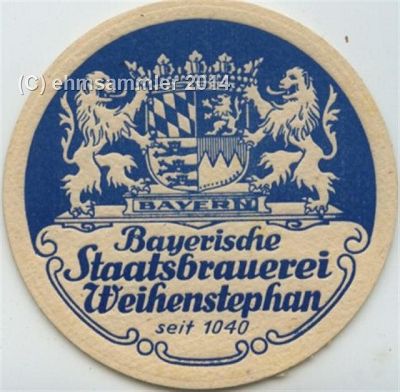 (C) ehmsammler 2014
BAYERN
Bayerische
Staatsbrauerei
Weihenstephan
seit 1040